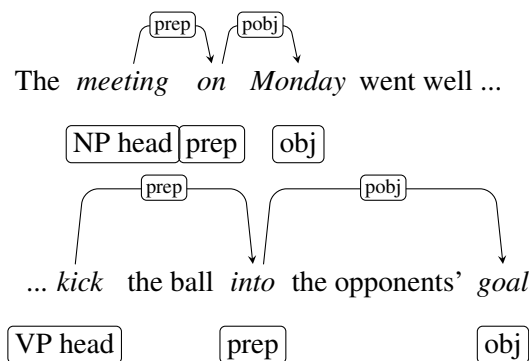 prep pobj
The meeting on Monday went well ...
NP head prep obj
prep pobj
... kick the ball into the opponents’ goal
VP head prep obj